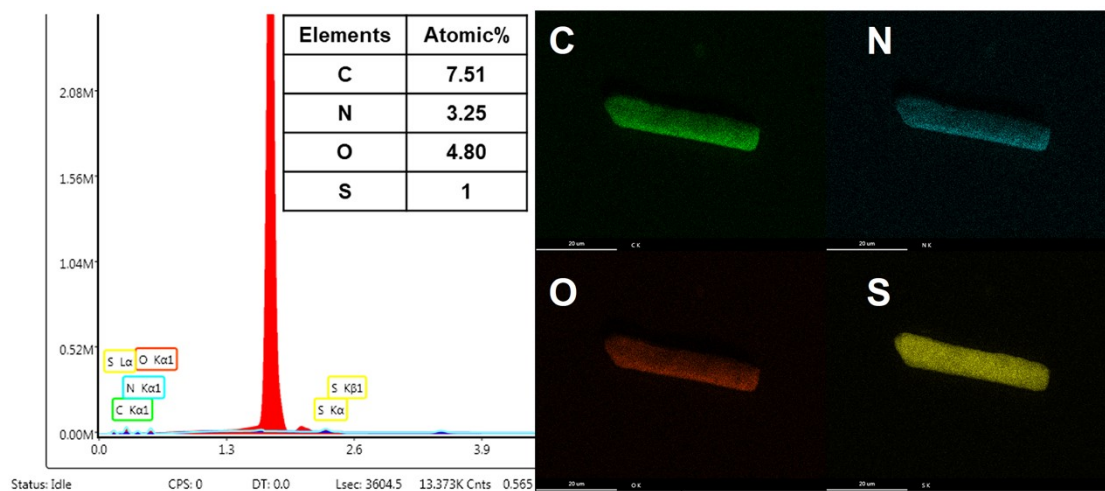 Elements Atomic%
C 7.51
N 3.25
O 4.80
S 1
2.08M
1.56M
1.04M
0.52M
0.00M
S Lα O Kα1
N Kα1
C Kα1
S Kβ1
S Kα
0.0 1.3 2.6 3.9
Status: Idle CPS: 0 DT: 0.0 Lsec: 3604.5 13.373K Cnts 0.565
C
20 um C K
N
20 um N K
O
20 um O K
S
20 um S K